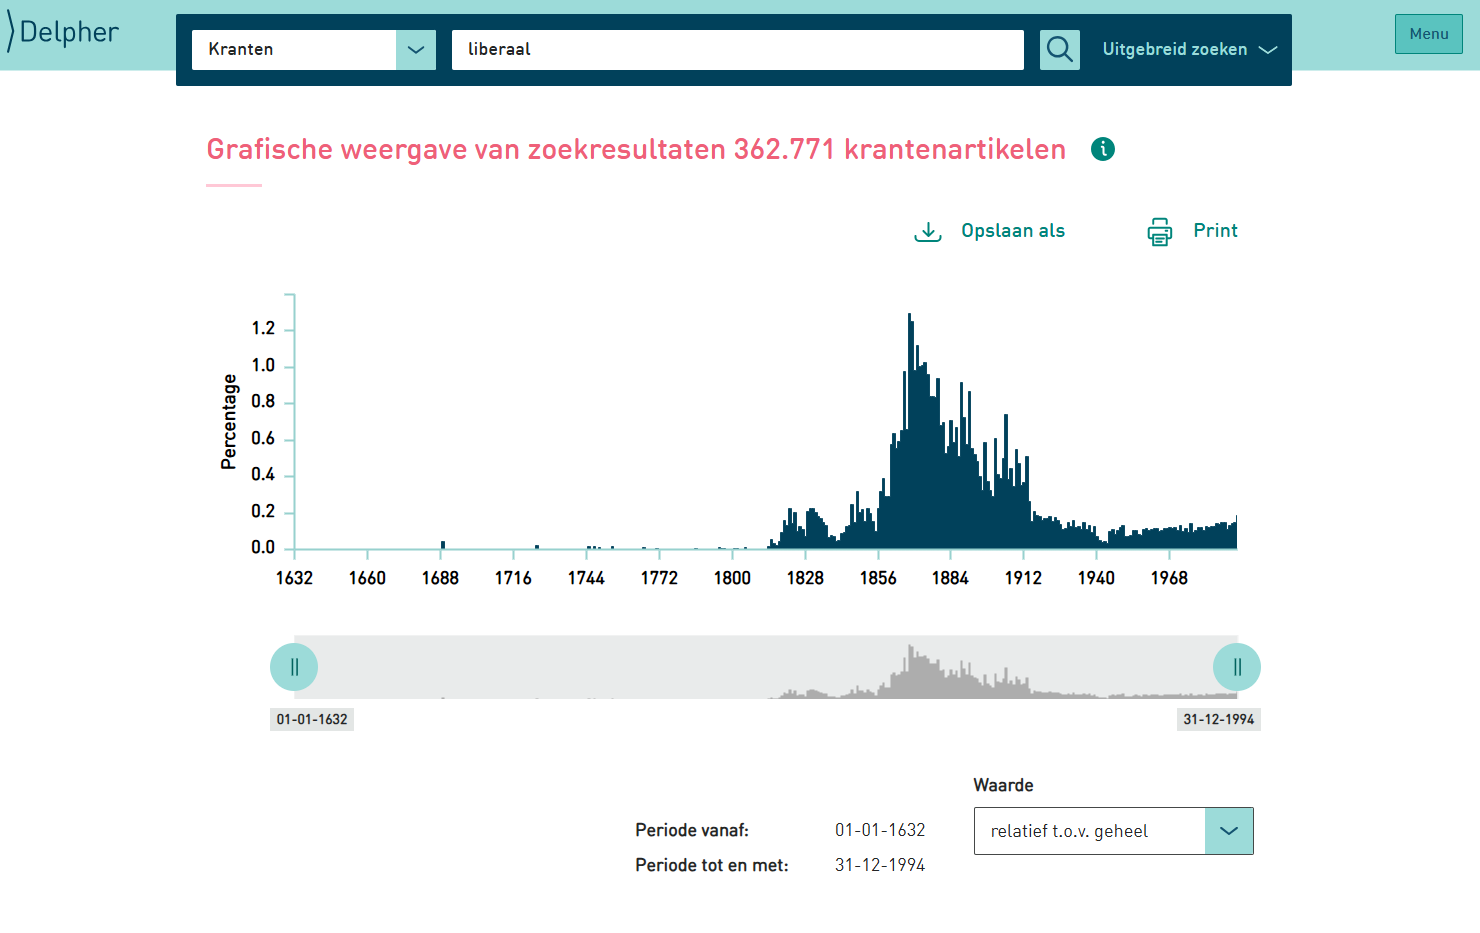 Delpher
Kranten
liberaal
Uitgebreid zoeken
Menu
Grafische weergave van zoekresultaten 362.771 krantenartikelen
i
Opslaan als
Print
Percentage
1.2
1.0
0.8
0.6
0.4
0.2
0.0
1632 1660 1688 1716 1744 1772 1800 1828 1856 1884 1912 1940 1968
01-01-1632
31-12-1994
Waarde
relatief t.o.v. geheel
Periode vanaf: 01-01-1632
Periode tot en met: 31-12-1994